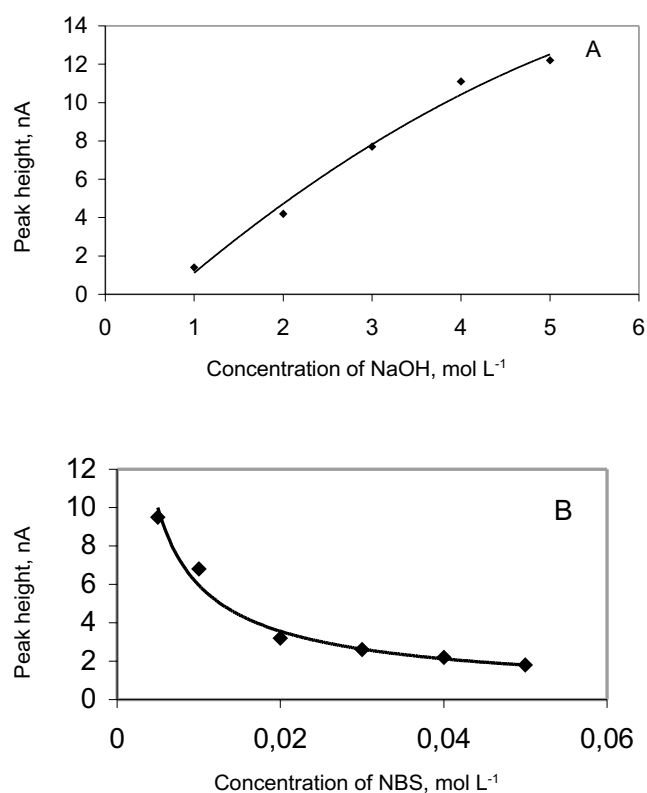 14
12
10
8
6
4
2
0
A
Peak height, nA
0 1 2 3 4 5 6
Concentration of NaOH, mol L⁻¹
12
10
8
6
4
2
0
B
Peak height, nA
0 0,02 0,04 0,06
Concentration of NBS, mol L⁻¹